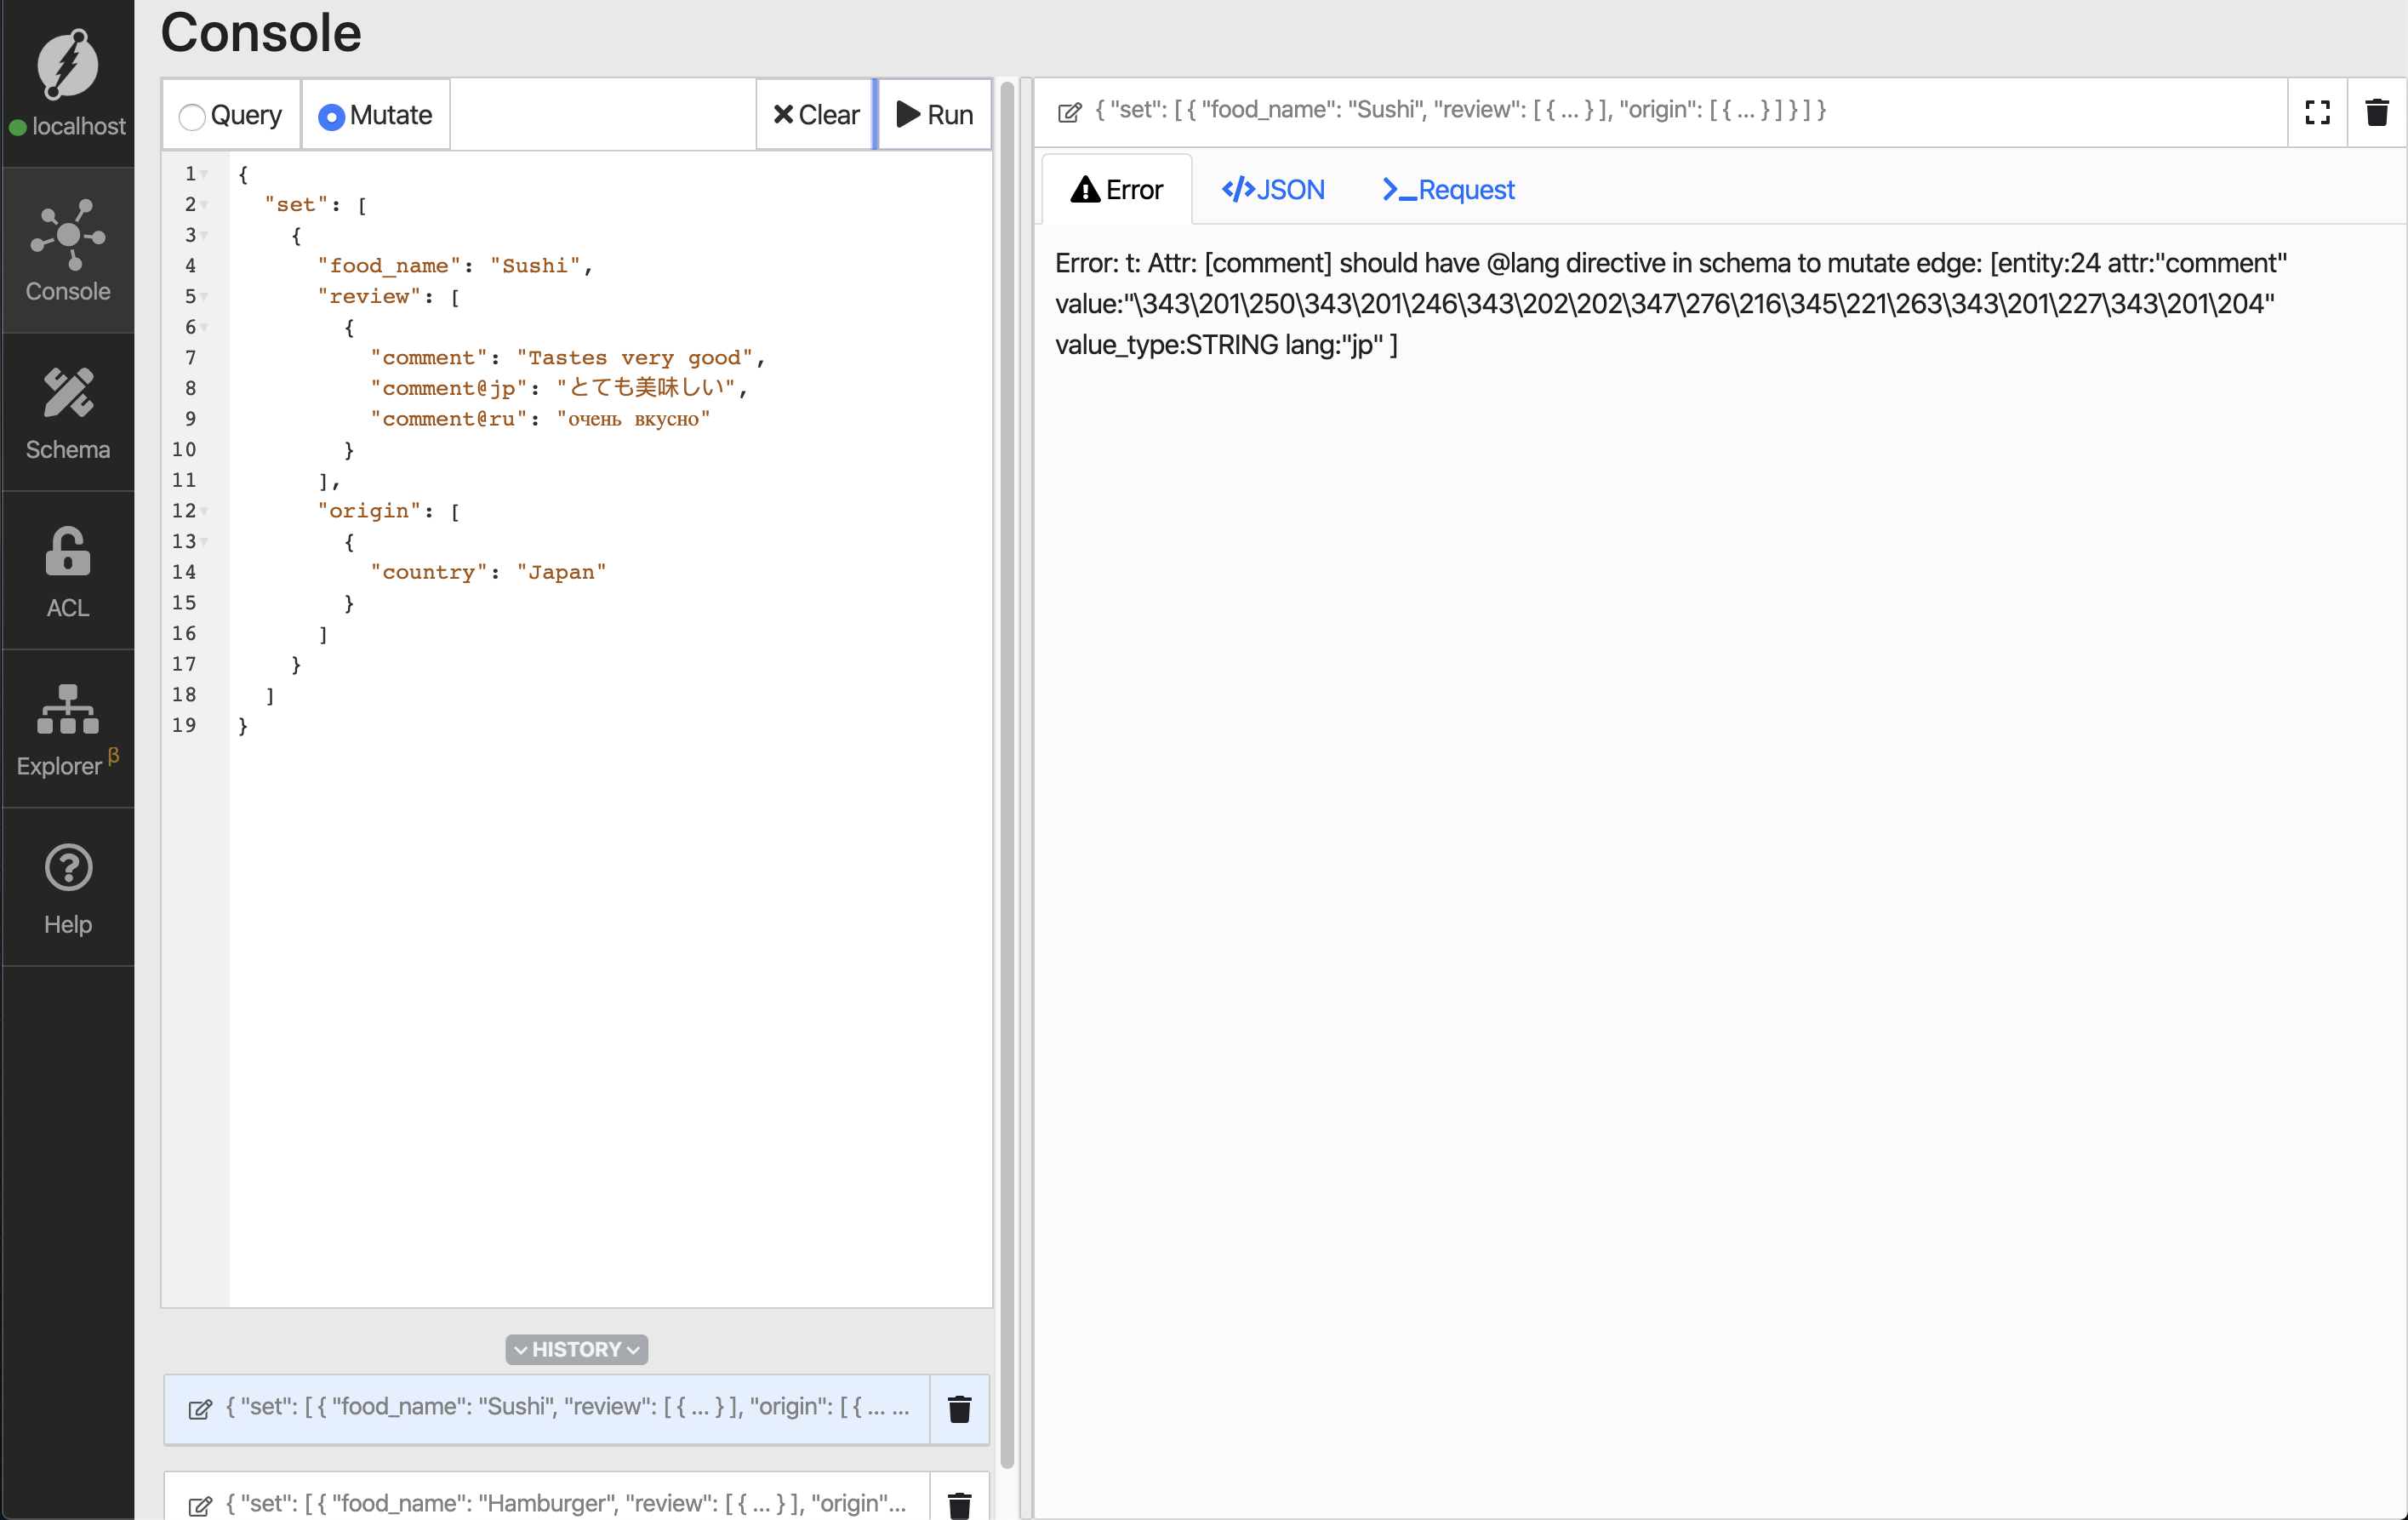 Console
localhost
Console
Schema
ACL
Explorer β
Help
Query
Mutate
Clear
Run
1 {
2 "set": [
3 {
4 "food_name": "Sushi",
5 "review": [
6 {
7 "comment": "Tastes very good",
8 "comment@jp": "とても美味しい",
9 "comment@ru": "очень вкусно"
10 }
11 ],
12 "origin": [
13 {
14 "country": "Japan"
15 }
16 ]
17 }
18 ]
19 }
HISTORY
{ "set": [ { "food_name": "Sushi", "review": [ { ... } ], "origin": [ { ... ...
{ "set": [ { "food_name": "Hamburger", "review": [ { ... } ], "origin"...
{ "set": [ { "food_name": "Sushi", "review": [ { ... } ], "origin": [ { ... } ] } ] }
Error
</>JSON
>_Request
Error: t: Attr: [comment] should have @lang directive in schema to mutate edge: [entity:24 attr:"comment"
value:"\343\201\250\343\201\246\343\202\202\347\276\216\345\221\263\343\201\227\343\201\204"
value_type:STRING lang:"jp" ]